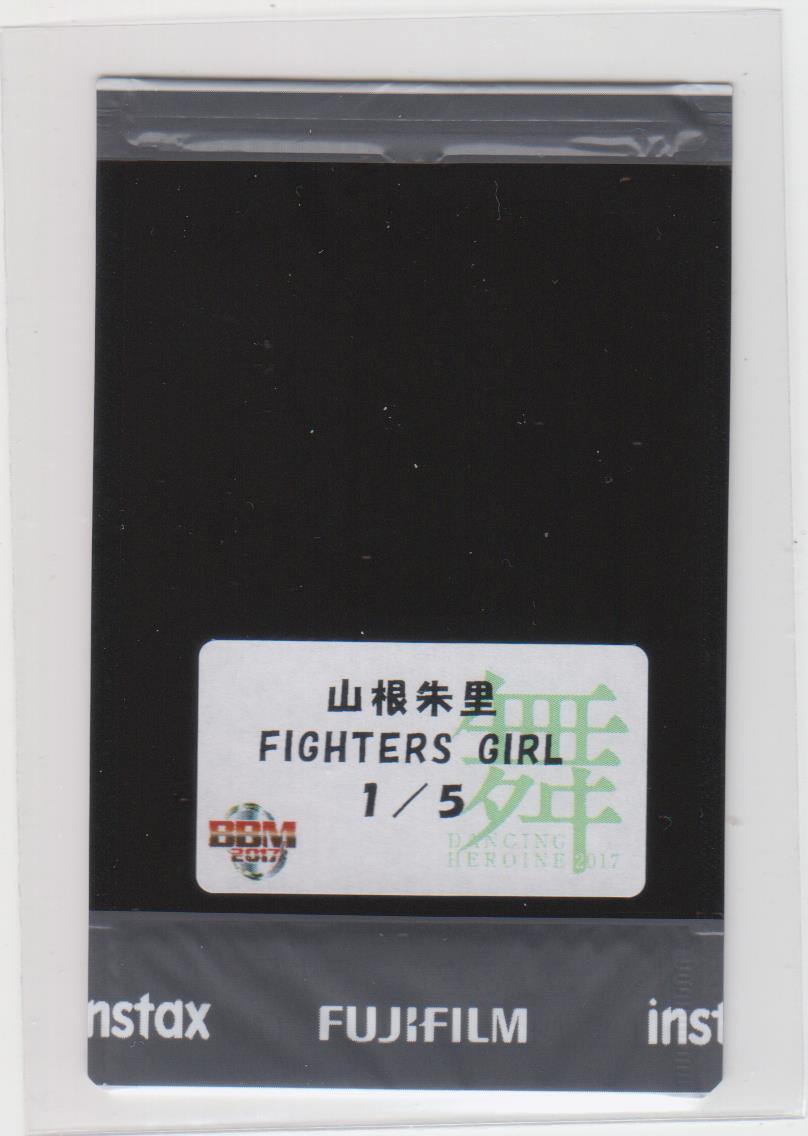 山根朱里
FIGHTERS GIRL
1／5
舞
BBM
2017
DANCING
HEROINE 2017
instax
FUJIFILM
inst